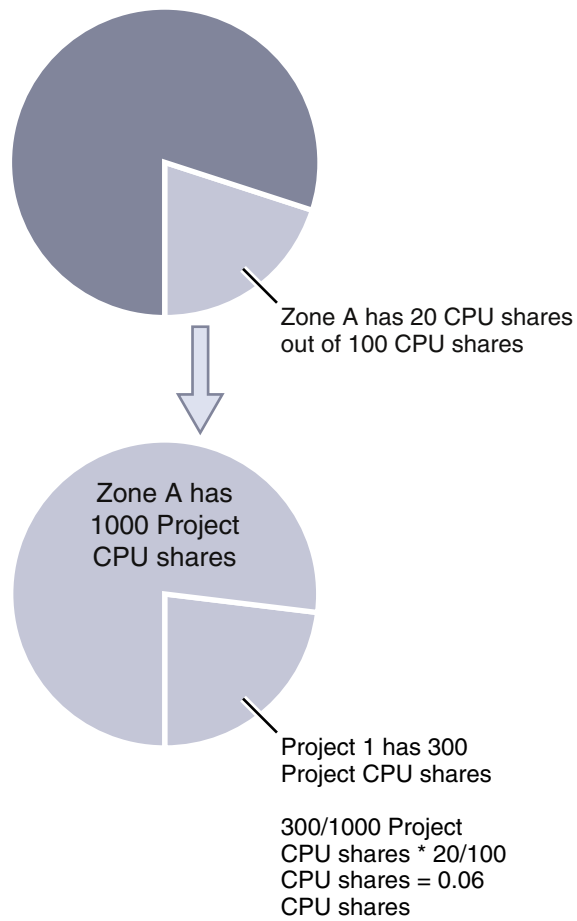 Zone A has 20 CPU shares
out of 100 CPU shares
Zone A has
1000 Project
CPU shares
Project 1 has 300
Project CPU shares
300/1000 Project
CPU shares * 20/100
CPU shares = 0.06
CPU shares